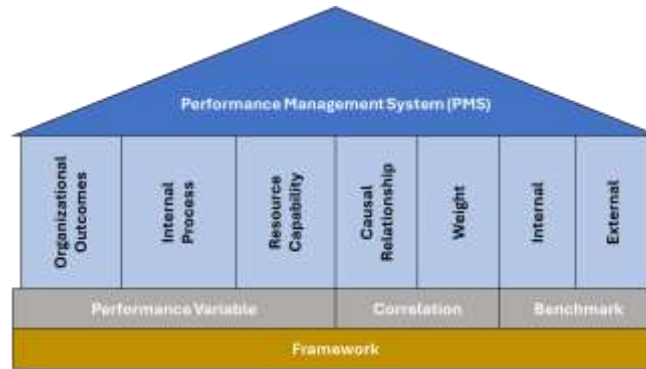 Performance Management System (PMS)
Organizational
Outcomes
Internal
Process
Resource
Capability
Causal
Relationship
Weight
Internal
External
Performance Variable
Correlation
Benchmark
Framework